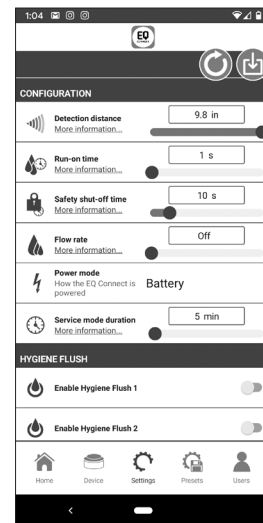 1:04
EQ
CONNECT
CONFIGURATION
Detection distance
More information...
9.8 in
Run-on time
More information...
1 s
Safety shut-off time
More information...
10 s
Flow rate
More information...
Off
Power mode
How the EQ Connect is
powered
Battery
Service mode duration
More information...
5 min
HYGIENE FLUSH
Enable Hygiene Flush 1
Enable Hygiene Flush 2
Home Device Settings Presets Users